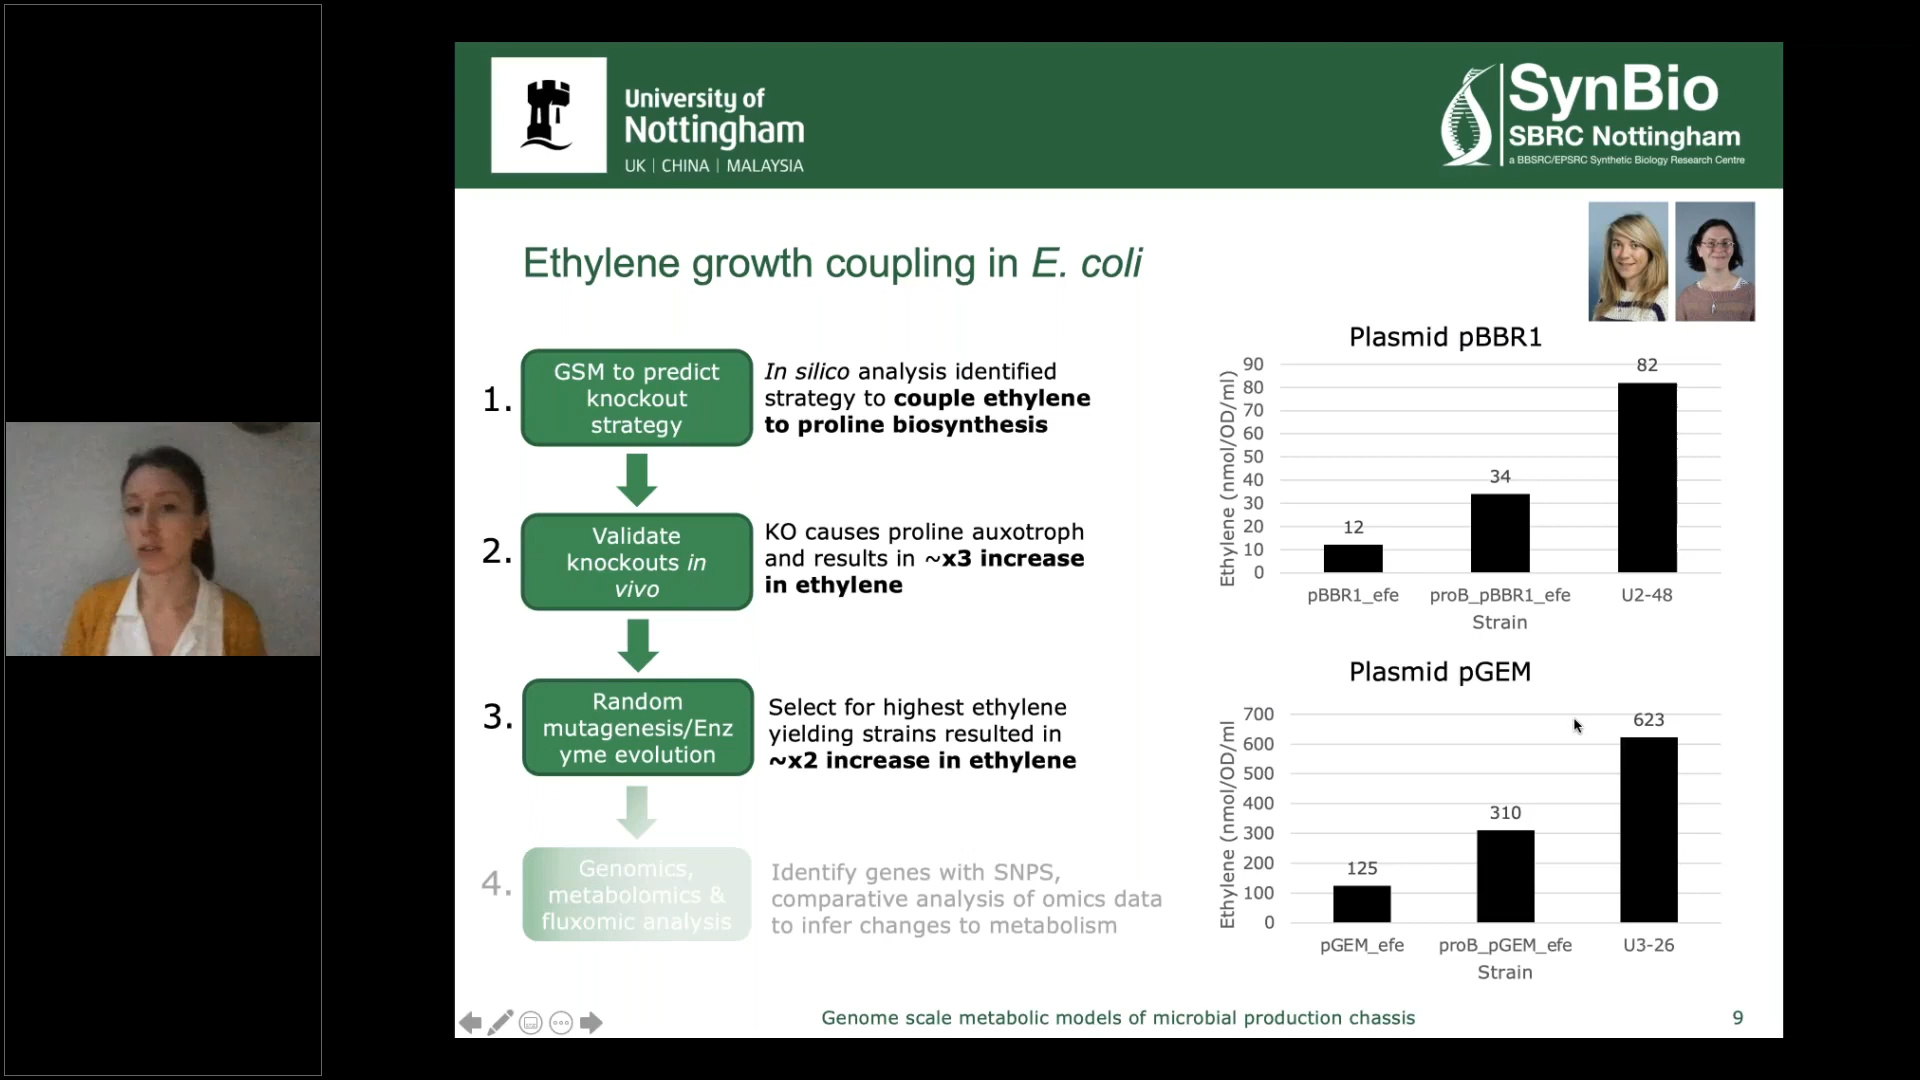 University of
Nottingham
UK | CHINA | MALAYSIA
SynBio
SBRC Nottingham
a BBSRC/EPSRC Synthetic Biology Research Centre
Ethylene growth coupling in E. coli
1.
GSM to predict
knockout
strategy
In silico analysis identified
strategy to couple ethylene
to proline biosynthesis
2.
Validate
knockouts in
vivo
KO causes proline auxotroph
and results in ~x3 increase
in ethylene
3.
Random
mutagenesis/Enz
yme evolution
Select for highest ethylene
yielding strains resulted in
~x2 increase in ethylene
4.
Genomics,
metabolomics &
fluxomic analysis
Identify genes with SNPS,
comparative analysis of omics data
to infer changes to metabolism
Plasmid pBBR1
Ethylene (nmol/OD/ml)
90
80
70
60
50
40
30
20
10
0
12
34
82
pBBR1_efe
proB_pBBR1_efe
U2-48
Strain
Plasmid pGEM
Ethylene (nmol/OD/ml
700
600
500
400
300
200
100
0
125
310
623
pGEM_efe
proB_pGEM_efe
U3-26
Strain
Genome scale metabolic models of microbial production chassis
9